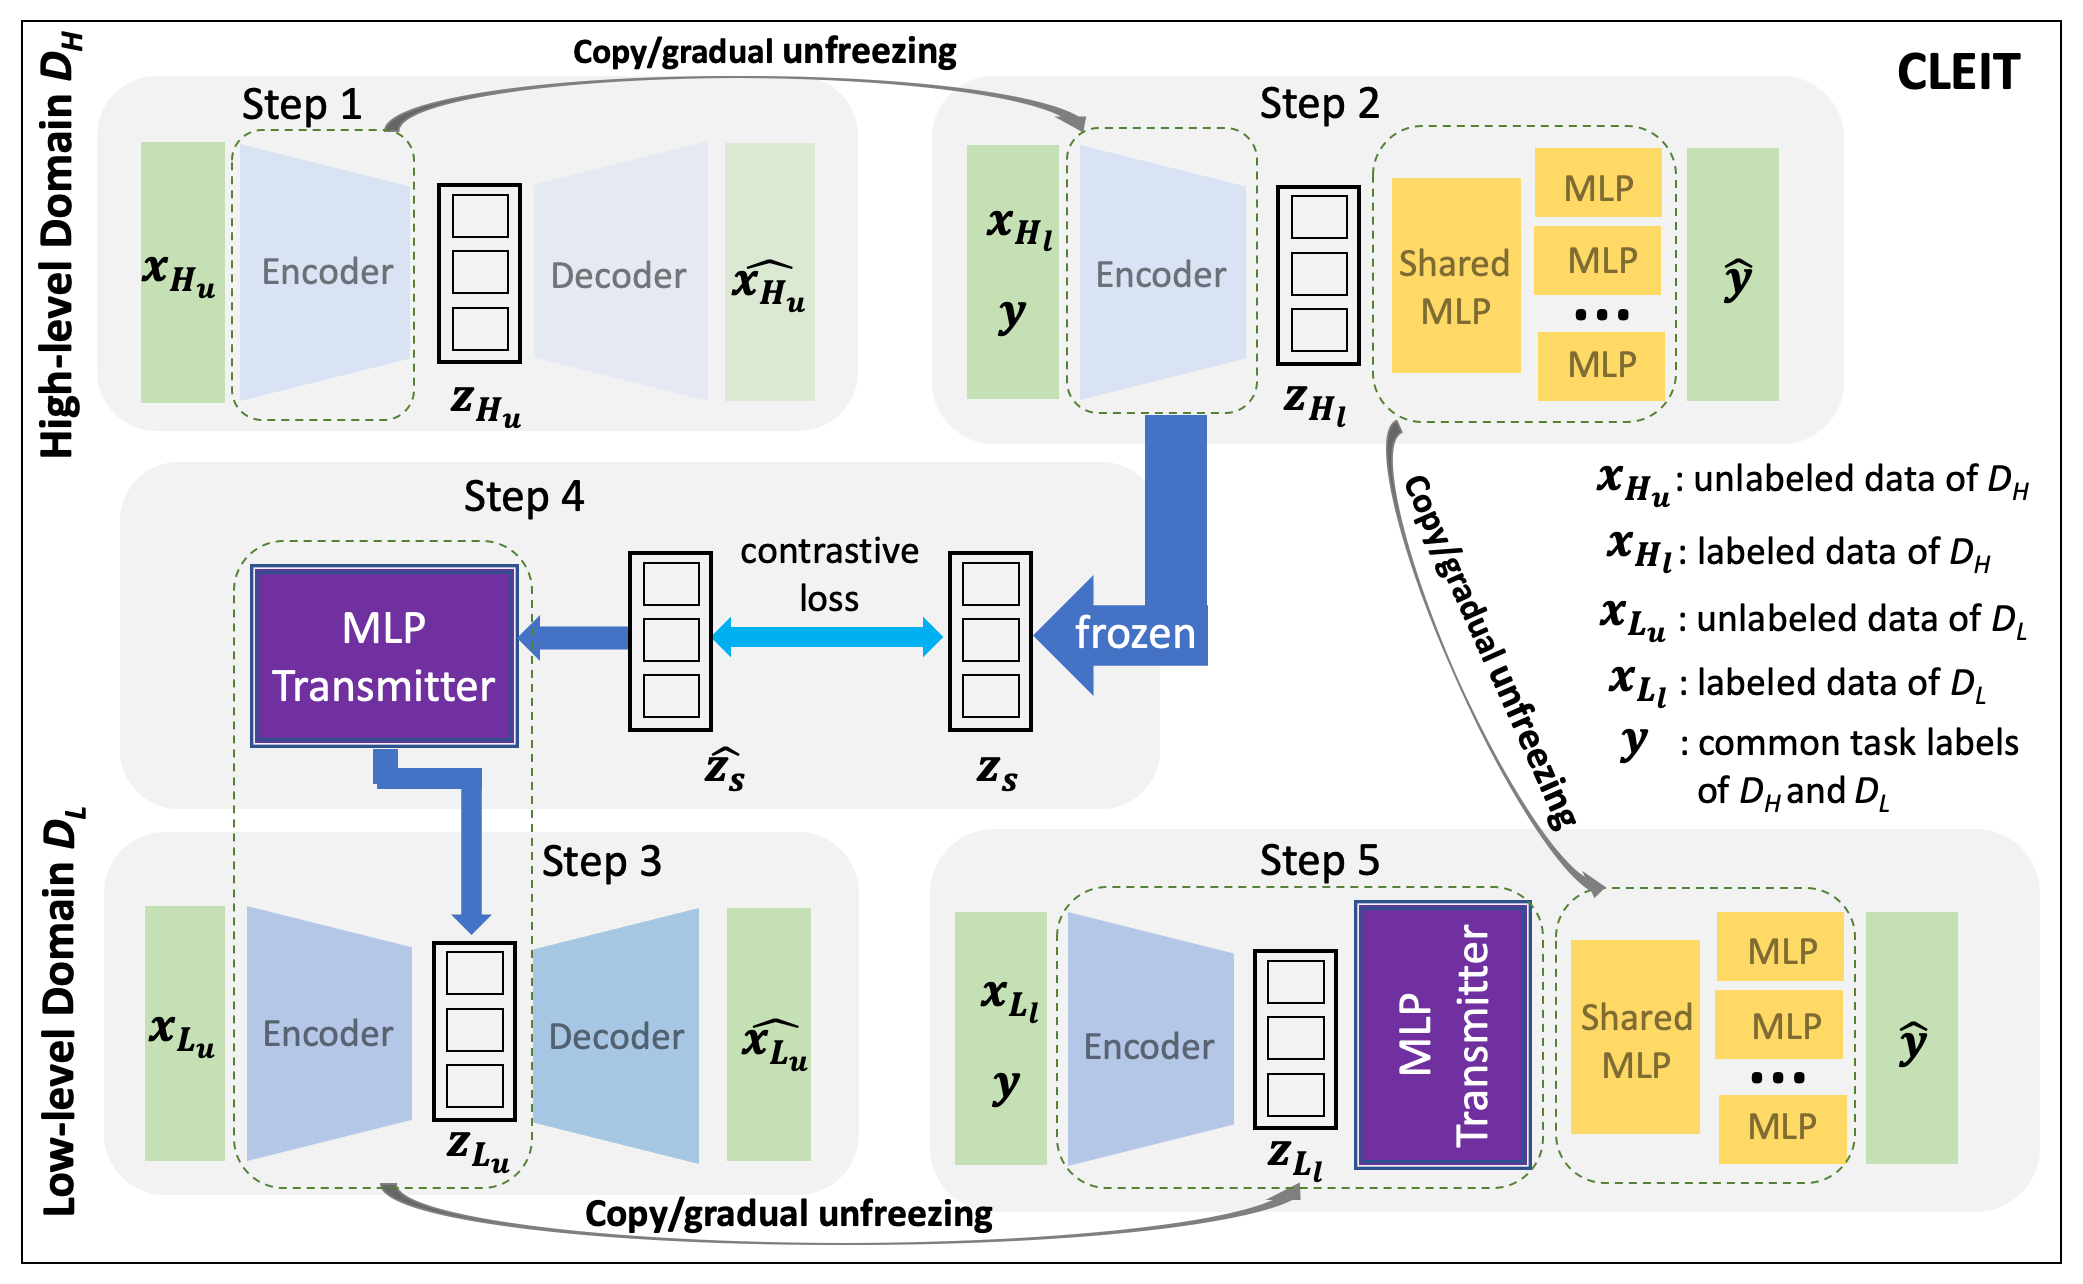 CLEIT
High-level Domain D_H
Copy/gradual unfreezing
Step 1
x_{H_u}
Encoder
z_{H_u}
Decoder
\widehat{x_{H_u}}
Step 2
x_{H_l}
y
Encoder
z_{H_l}
Shared
MLP
MLP
MLP
...
MLP
ŷ
Step 4
MLP
Transmitter
\widehat{z_s}
contrastive
loss
z_s
frozen
Copy/gradual unfreezing
x_{H_u} : unlabeled data of D_H
x_{H_l} : labeled data of D_H
x_{L_u} : unlabeled data of D_L
x_{L_l} : labeled data of D_L
y : common task labels
of D_H and D_L
Low-level Domain D_L
Step 3
x_{L_u}
Encoder
z_{L_u}
Decoder
\widehat{x_{L_u}}
Copy/gradual unfreezing
Step 5
x_{L_l}
y
Encoder
z_{L_l}
MLP
Transmitter
Shared
MLP
MLP
MLP
...
MLP
ŷ